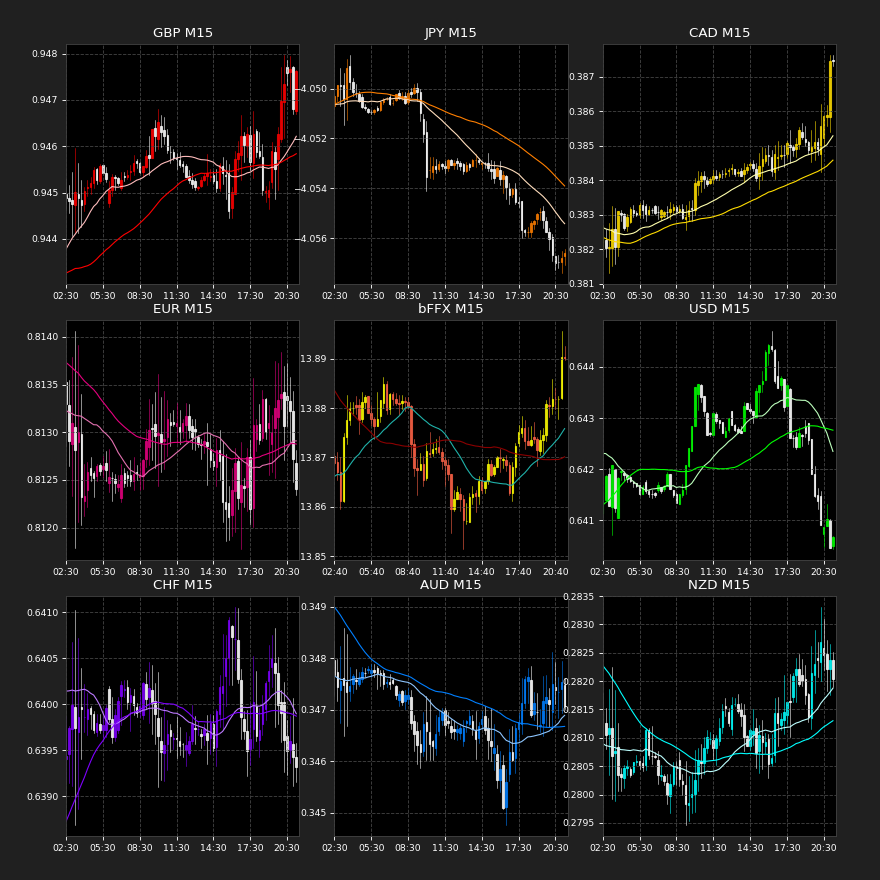 GBP M15
JPY M15
CAD M15
0.948
0.947
0.946
0.945
0.944
−4.050
−4.052
−4.054
−4.056
0.387
0.386
0.385
0.384
0.383
0.382
0.381
02:30 05:30 08:30 11:30 14:30 17:30 20:30
02:30 05:30 08:30 11:30 14:30 17:30 20:30
02:30 05:30 08:30 11:30 14:30 17:30 20:30
EUR M15
bFFX M15
USD M15
0.8140
0.8135
0.8130
0.8125
0.8120
13.89
13.88
13.87
13.86
13.85
0.644
0.643
0.642
0.641
02:30 05:30 08:30 11:30 14:30 17:30 20:30
02:40 05:40 08:40 11:40 14:40 17:40 20:40
02:30 05:30 08:30 11:30 14:30 17:30 20:30
CHF M15
AUD M15
NZD M15
0.6410
0.6405
0.6400
0.6395
0.6390
0.349
0.348
0.347
0.346
0.345
0.2835
0.2830
0.2825
0.2820
0.2815
0.2810
0.2805
0.2800
0.2795
02:30 05:30 08:30 11:30 14:30 17:30 20:30
02:30 05:30 08:30 11:30 14:30 17:30 20:30
02:30 05:30 08:30 11:30 14:30 17:30 20:30